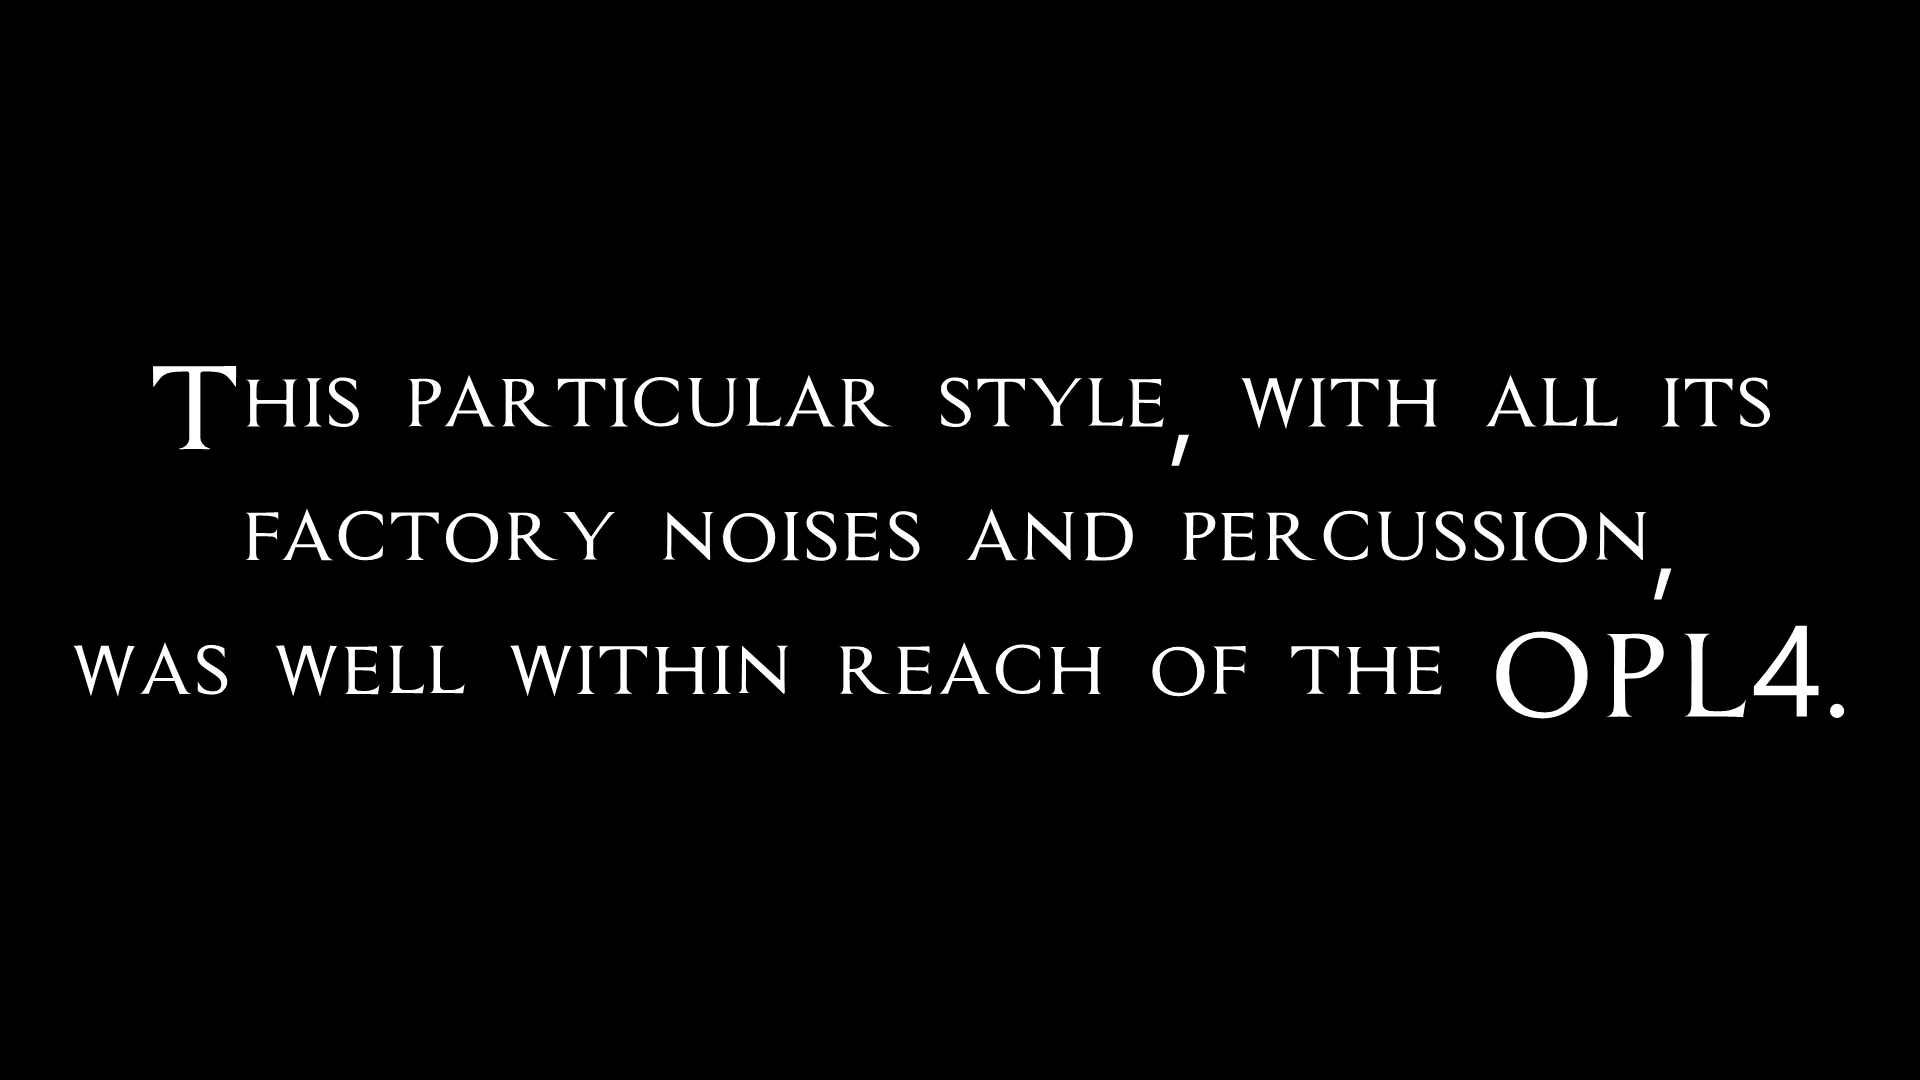 This particular style, with all its
factory noises and percussion,
was well within reach of the OPL4.